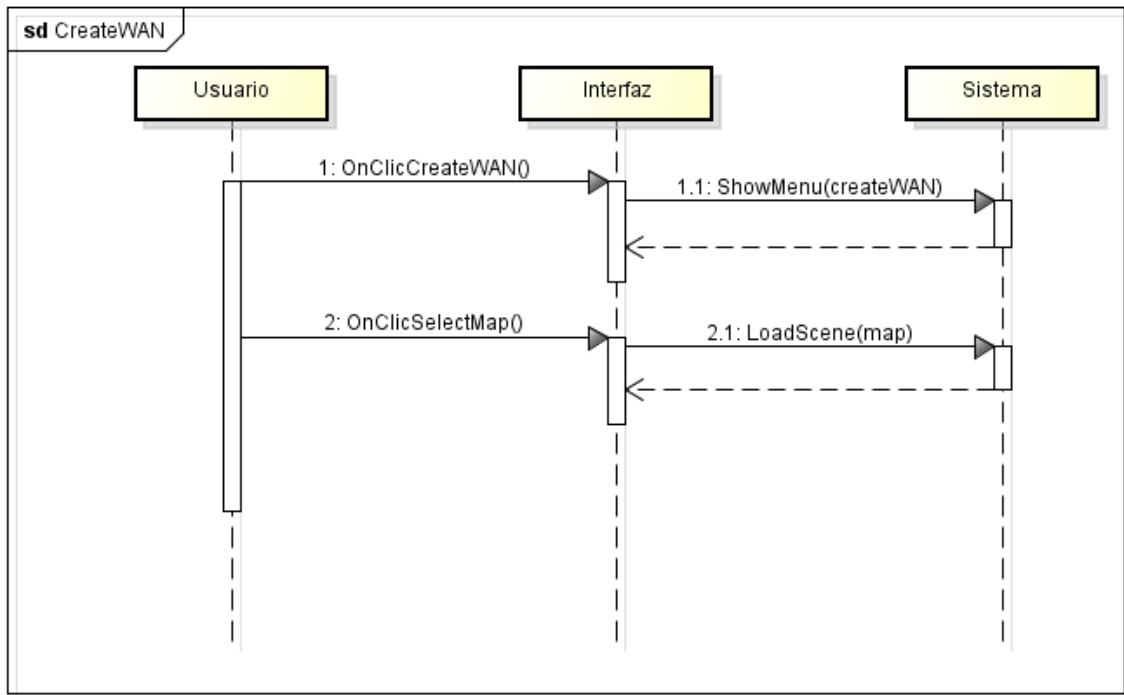 sd CreateWAN
Usuario
Interfaz
Sistema
1: OnClicCreateWAN()
1.1: ShowMenu(createWAN)
2: OnClicSelectMap()
2.1: LoadScene(map)